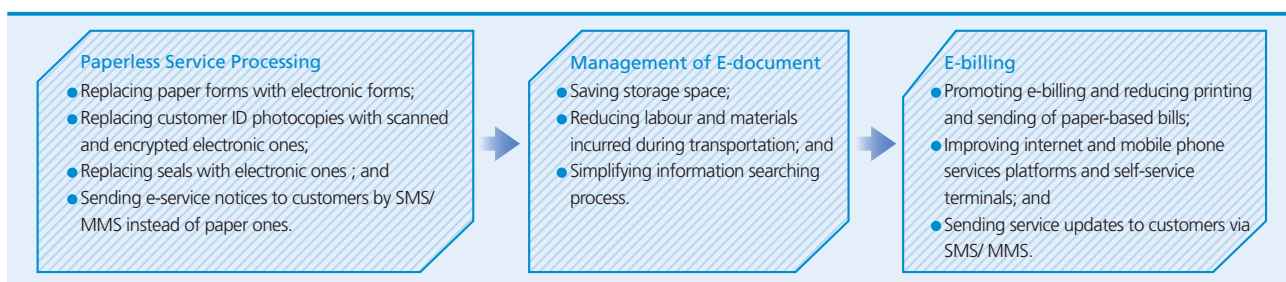 Paperless Service Processing
● Replacing paper forms with electronic forms;
● Replacing customer ID photocopies with scanned
and encrypted electronic ones;
● Replacing seals with electronic ones ; and
● Sending e-service notices to customers by SMS/
MMS instead of paper ones.
Management of E-document
● Saving storage space;
● Reducing labour and materials
incurred during transportation; and
● Simplifying information searching
process.
E-billing
● Promoting e-billing and reducing printing
and sending of paper-based bills;
● Improving internet and mobile phone
services platforms and self-service
terminals; and
● Sending service updates to customers via
SMS/ MMS.